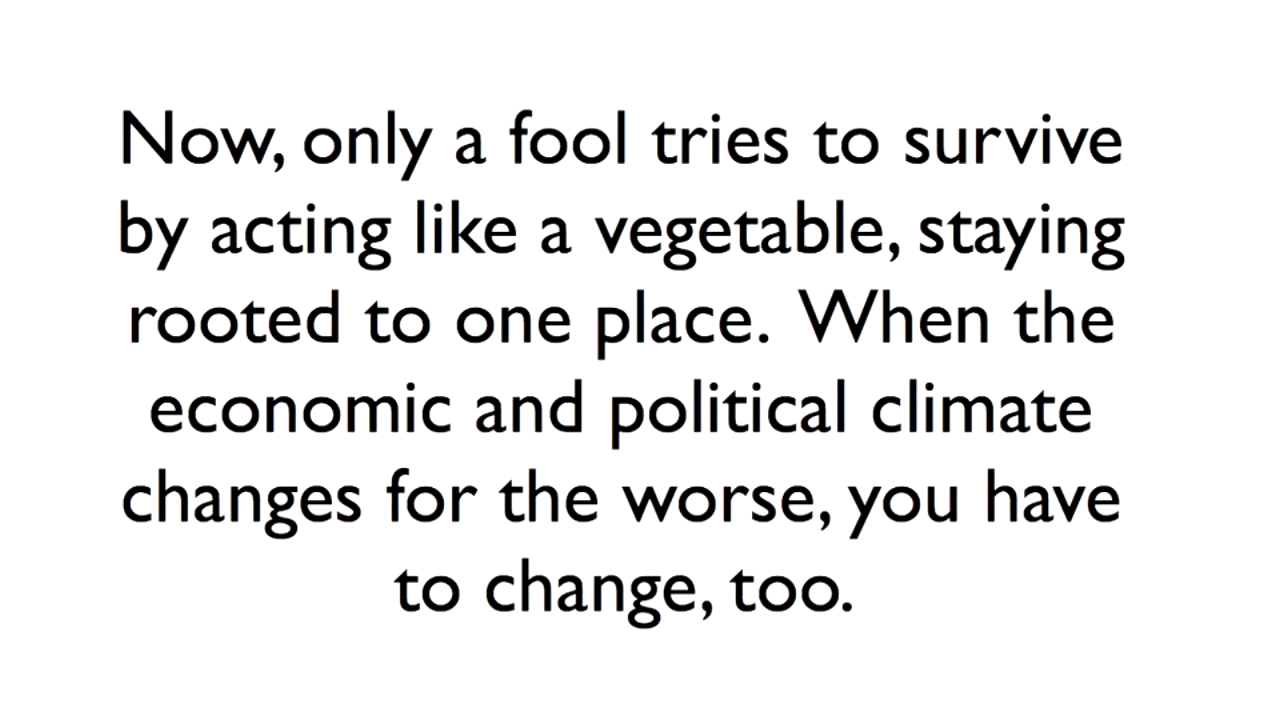 Now, only a fool tries to survive
by acting like a vegetable, staying
rooted to one place. When the
economic and political climate
changes for the worse, you have
to change, too.